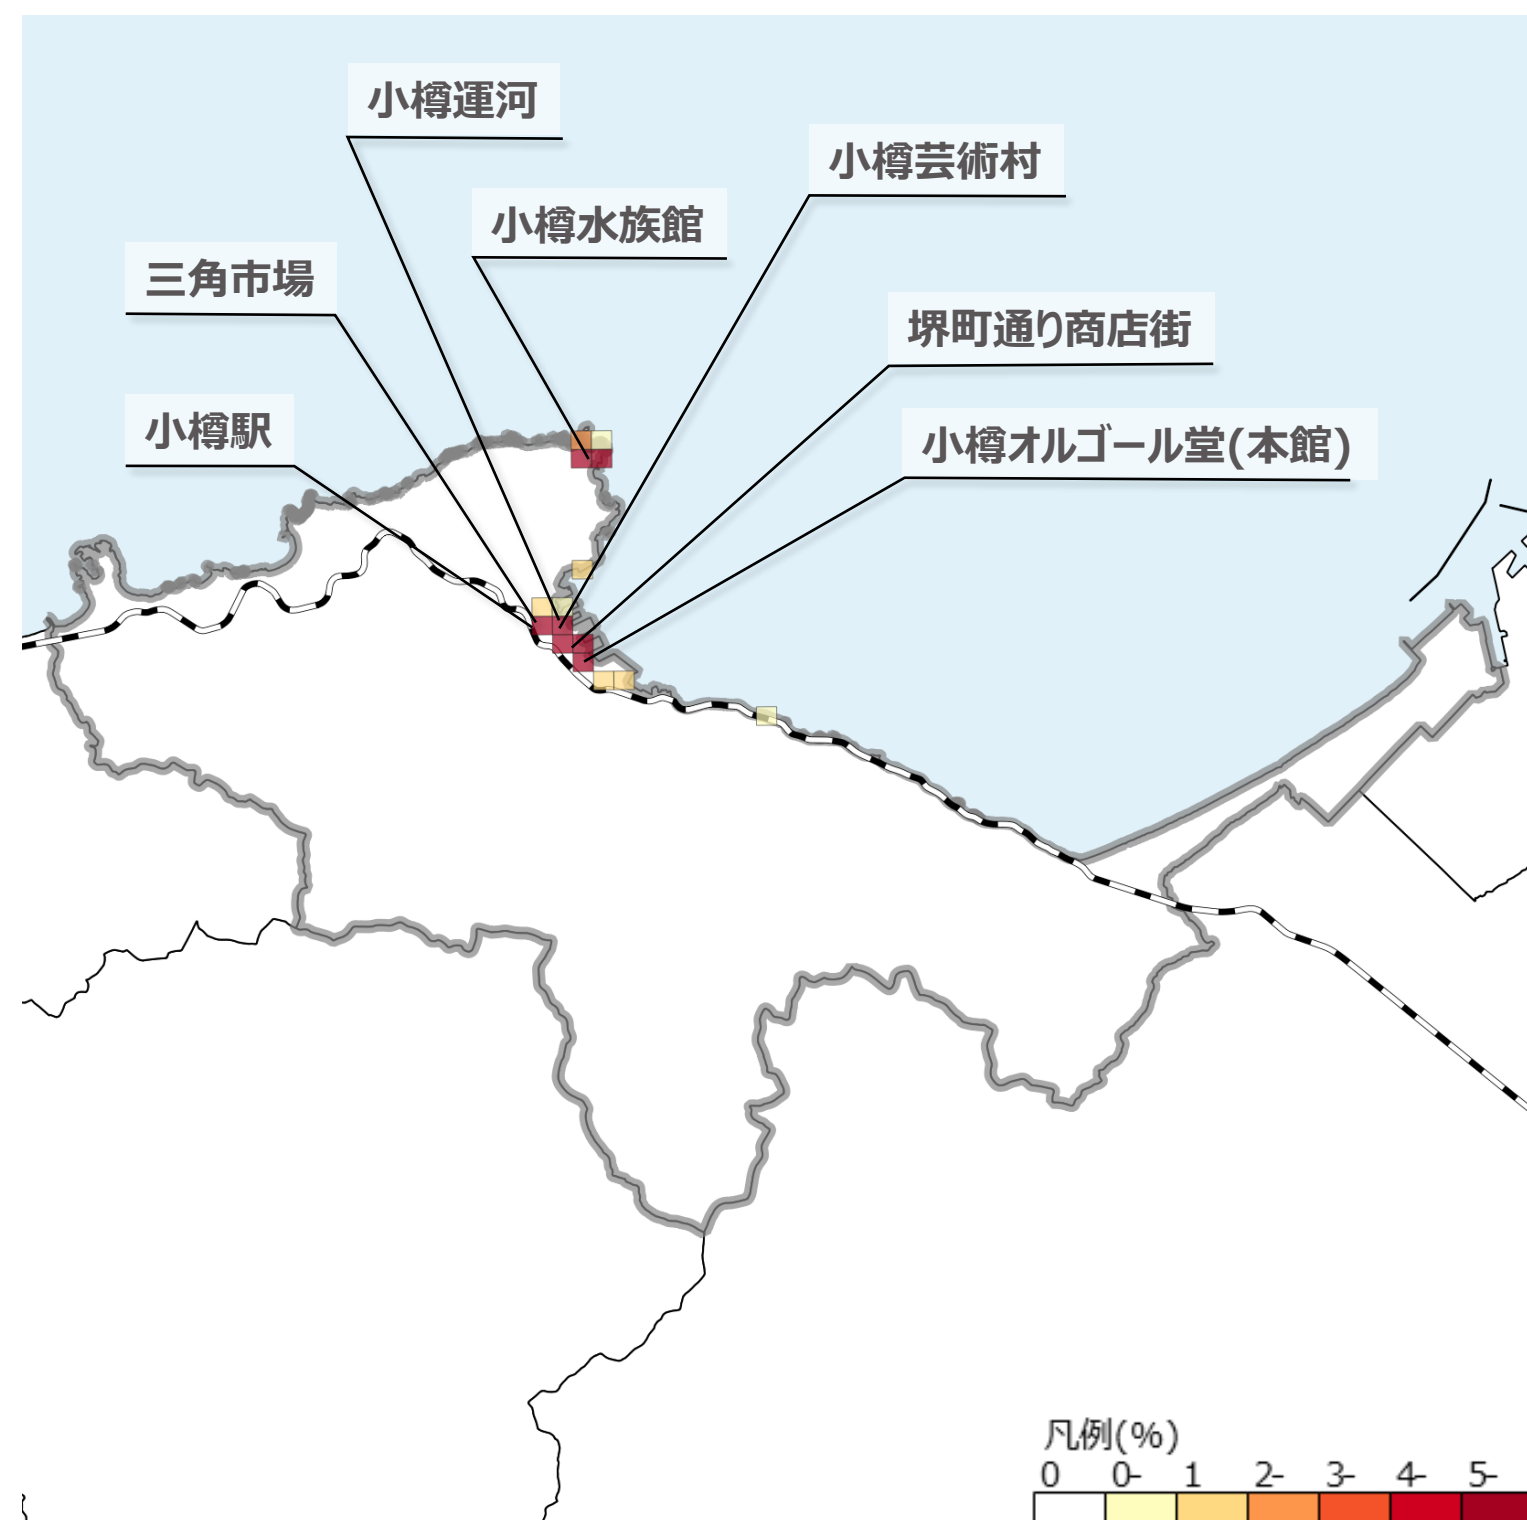 小樽運河
小樽芸術村
小樽水族館
三角市場
堺町通り商店街
小樽駅
小樽オルゴール堂(本館)
凡例(%)
0 0- 1 2- 3- 4- 5-